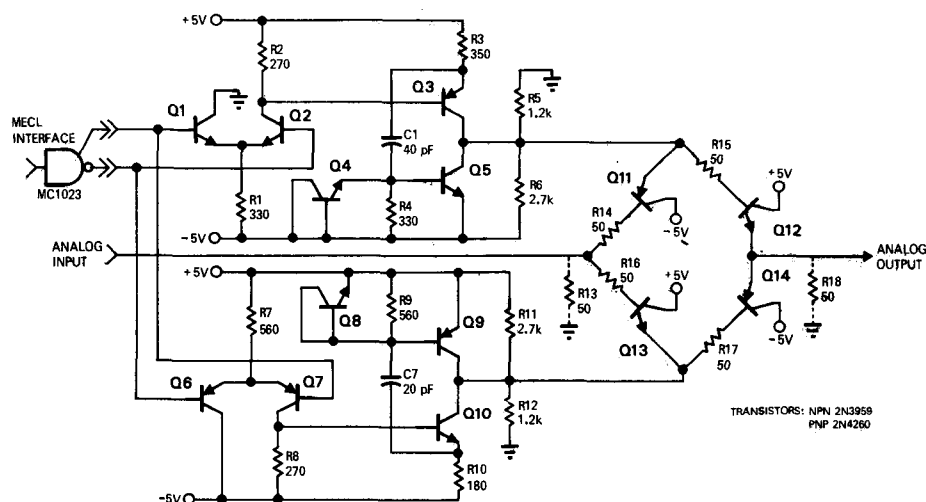 +5V
R2
270
R3
350
Q1
Q2
Q3
R5
1.2k
MECL
INTERFACE
MC1023
C1
40 pF
Q4
Q5
R6
2.7k
R1
330
R4
330
-5V
R15
50
Q11
+5V
R14
50
-5V
Q12
ANALOG
INPUT
R16
50
+5V
ANALOG
OUTPUT
Q14
R13
50
R18
50
Q13
-5V
R17
50
+5V
R7
560
Q8
R9
560
Q9
R11
2.7k
Q6
Q7
C7
20 pF
Q10
R12
1.2k
R8
270
R10
180
-5V
TRANSISTORS: NPN 2N3959
PNP 2N4260